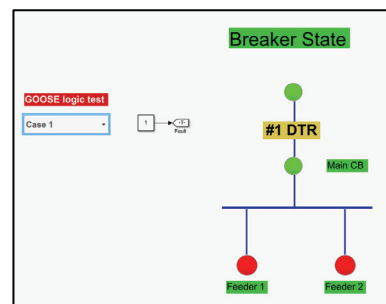 Breaker State
GOOSE logic test
Case 1
1
-T-
Fault
#1 DTR
Main CB
Feeder 1
Feeder 2